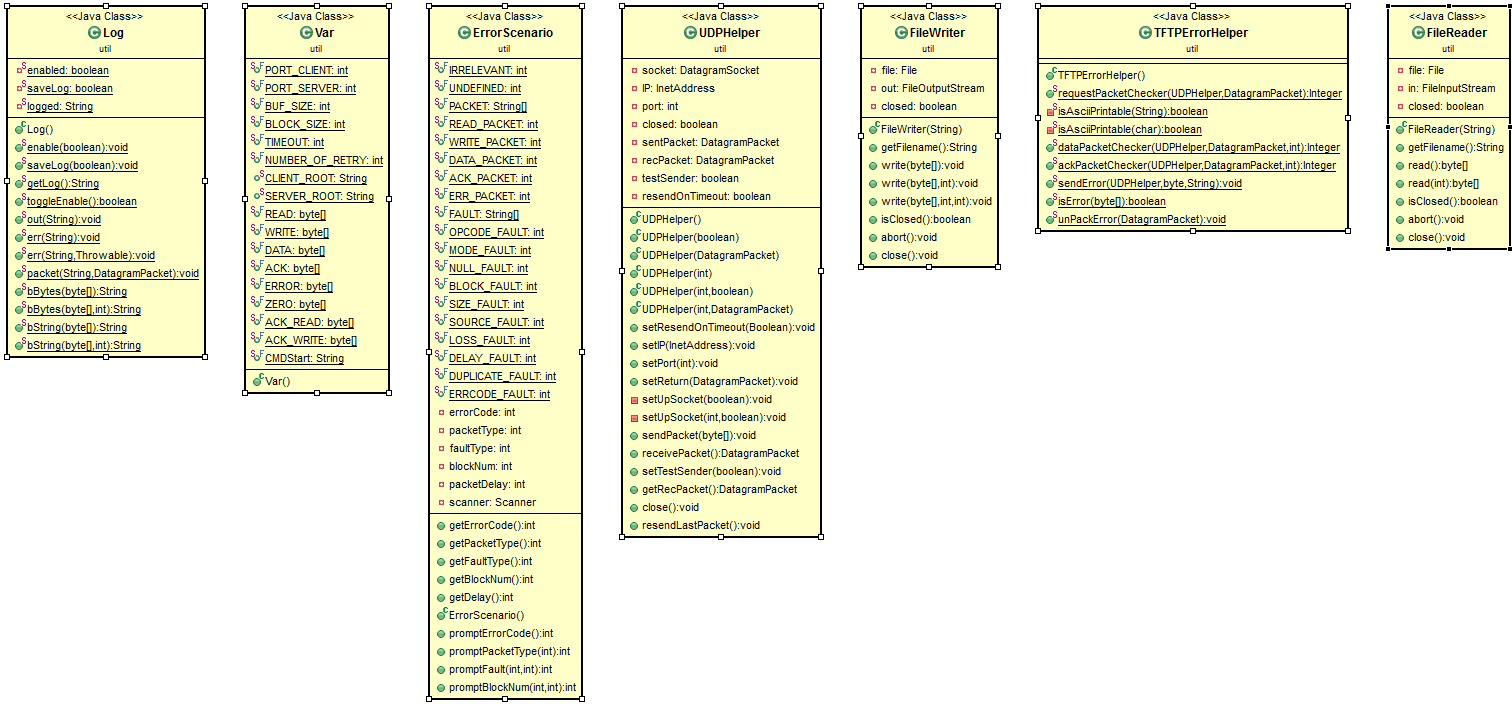 <<Java Class>>
Log
util
enabled: boolean
saveLog: boolean
logged: String
Log()
enable(boolean):void
saveLog(boolean):void
getLog():String
toggleEnable():boolean
out(String):void
err(String):void
err(String,Throwable):void
packet(String,DatagramPacket):void
bBytes(byte[]):String
bBytes(byte[],int):String
bString(byte[]):String
bString(byte[],int):String
<<Java Class>>
Var
util
PORT_CLIENT: int
PORT_SERVER: int
BUF_SIZE: int
BLOCK_SIZE: int
TIMEOUT: int
NUMBER_OF_RETRY: int
CLIENT_ROOT: String
SERVER_ROOT: String
READ: byte[]
WRITE: byte[]
DATA: byte[]
ACK: byte[]
ERROR: byte[]
ZERO: byte[]
ACK_READ: byte[]
ACK_WRITE: byte[]
CMDStart: String
Var()
<<Java Class>>
ErrorScenario
util
IRRELEVANT: int
UNDEFINED: int
PACKET: String[]
READ_PACKET: int
WRITE_PACKET: int
DATA_PACKET: int
ACK_PACKET: int
ERR_PACKET: int
FAULT: String[]
OPCODE_FAULT: int
MODE_FAULT: int
NULL_FAULT: int
BLOCK_FAULT: int
SIZE_FAULT: int
SOURCE_FAULT: int
LOSS_FAULT: int
DELAY_FAULT: int
DUPLICATE_FAULT: int
ERRCODE_FAULT: int
errorCode: int
packetType: int
faultType: int
blockNum: int
packetDelay: int
scanner: Scanner
getErrorCode():int
getPacketType():int
getFaultType():int
getBlockNum():int
getDelay():int
ErrorScenario()
promptErrorCode():int
promptPacketType(int):int
promptFault(int,int):int
promptBlockNum(int,int):int
<<Java Class>>
UDPHelper
util
socket: DatagramSocket
IP: InetAddress
port: int
closed: boolean
sentPacket: DatagramPacket
recPacket: DatagramPacket
testSender: boolean
resendOnTimeout: boolean
UDPHelper()
UDPHelper(boolean)
UDPHelper(DatagramPacket)
UDPHelper(int)
UDPHelper(int,boolean)
UDPHelper(int,DatagramPacket)
setResendOnTimeout(Boolean):void
setIP(InetAddress):void
setPort(int):void
setReturn(DatagramPacket):void
setUpSocket(boolean):void
setUpSocket(int,boolean):void
sendPacket(byte[]):void
receivePacket():DatagramPacket
setTestSender(boolean):void
getRecPacket():DatagramPacket
close():void
resendLastPacket():void
<<Java Class>>
FileWriter
util
file: File
out: FileOutputStream
closed: boolean
FileWriter(String)
getFilename():String
write(byte[]):void
write(byte[],int):void
write(byte[],int,int):void
isClosed():boolean
abort():void
close():void
<<Java Class>>
TFTPErrorHelper
util
TFTPErrorHelper()
requestPacketChecker(UDPHelper,DatagramPacket):Integer
isAsciiPrintable(String):boolean
isAsciiPrintable(char):boolean
dataPacketChecker(UDPHelper,DatagramPacket,int):Integer
ackPacketChecker(UDPHelper,DatagramPacket,int):Integer
sendError(UDPHelper,byte,String):void
isError(byte[]):boolean
unPackError(DatagramPacket):void
<<Java Class>>
FileReader
util
file: File
in: FileInputStream
closed: boolean
FileReader(String)
getFilename():String
read():byte[]
read(int):byte[]
isClosed():boolean
abort():void
close():void